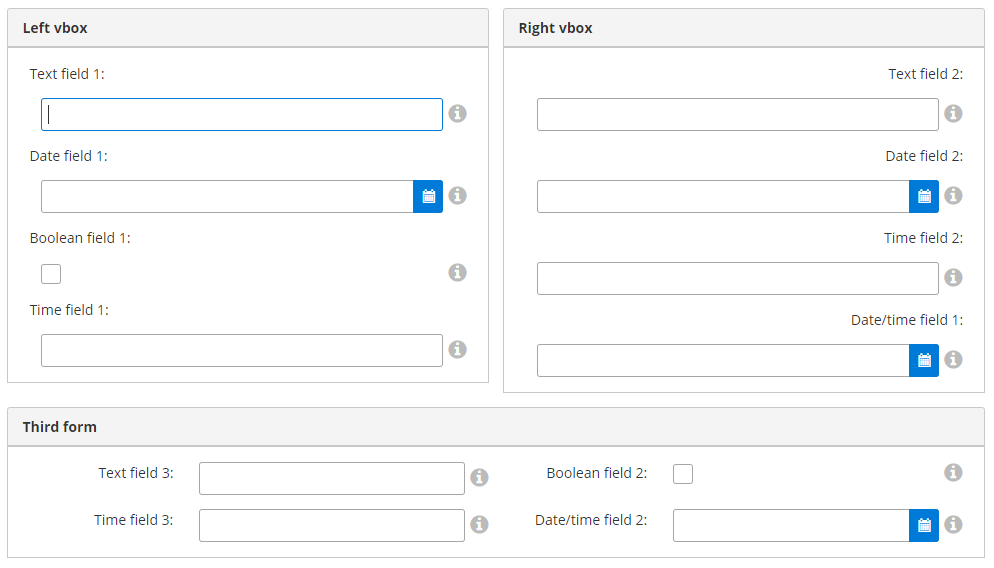 Left vbox
Text field 1:
Date field 1:
Boolean field 1:
Time field 1:
Right vbox
Text field 2:
Date field 2:
Time field 2:
Date/time field 1:
Third form
Text field 3:
Boolean field 2:
Time field 3:
Date/time field 2: